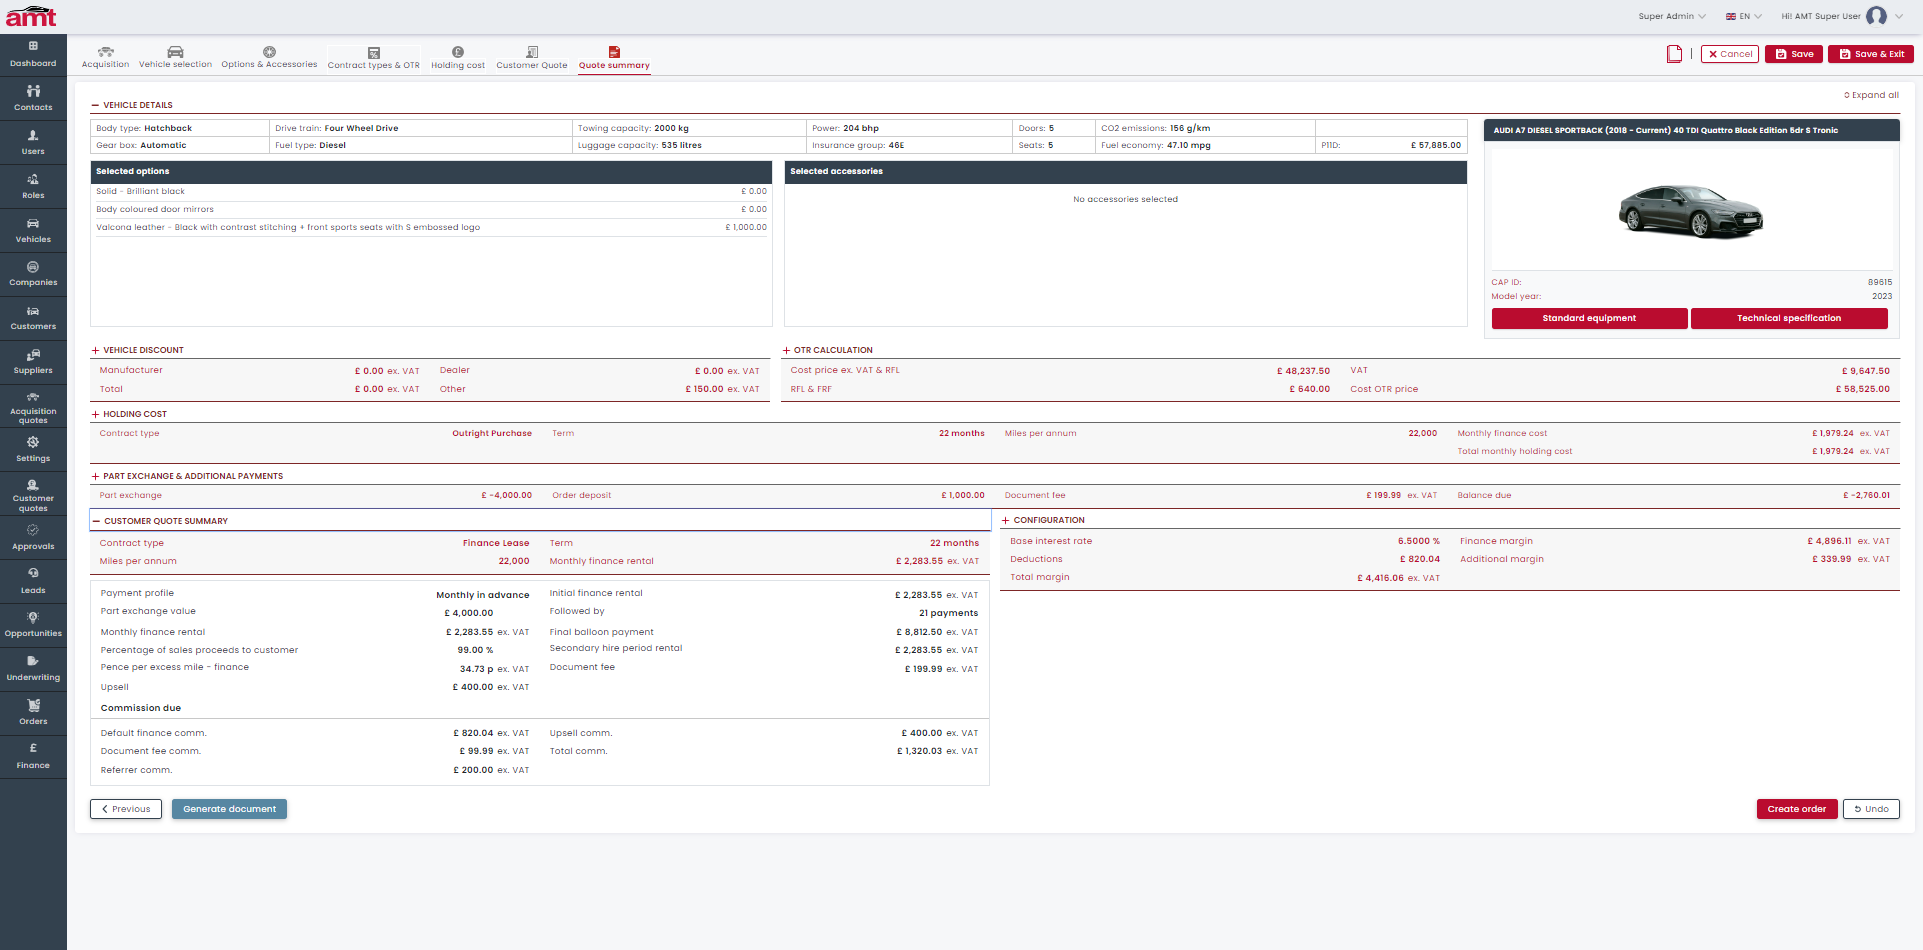 amt
Super Admin
EN
Hi! AMT Super User
Dashboard
Contacts
Users
Roles
Vehicles
Companies
Customers
Suppliers
Acquisition
quotes
Settings
Customer
quotes
Approvals
Leads
Opportunities
Underwriting
Orders
Finance
Acquisition
Vehicle selection
Options & Accessories
Contract types & OTR
Holding cost
Customer Quote
Quote summary
Cancel
Save
Save & Exit
Expand all
VEHICLE DETAILS
Body type: Hatchback
Drive train: Four Wheel Drive
Towing capacity: 2000 kg
Power: 204 bhp
Doors: 5
CO2 emissions: 156 g/km
Gear box: Automatic
Fuel type: Diesel
Luggage capacity: 535 litres
Insurance group: 46E
Seats: 5
Fuel economy: 47.10 mpg
P11D: £ 57,885.00
Selected options
Solid - Brilliant black £ 0.00
Body coloured door mirrors £ 0.00
Valcona leather - Black with contrast stitching + front sports seats with S embossed logo £ 1,000.00
Selected accessories
No accessories selected
AUDI A7 DIESEL SPORTBACK (2018 - Current) 40 TDI Quattro Black Edition 5dr S Tronic
CAP ID: 89615
Model year: 2023
Standard equipment
Technical specification
VEHICLE DISCOUNT
Manufacturer £ 0.00 ex. VAT Dealer £ 0.00 ex. VAT
Total £ 0.00 ex. VAT Other £ 150.00 ex. VAT
OTR CALCULATION
Cost price ex. VAT & RFL £ 48,237.50 VAT £ 9,647.50
RFL & FRF £ 640.00 Cost OTR price £ 58,525.00
HOLDING COST
Contract type Outright Purchase Term 22 months Miles per annum 22,000 Monthly finance cost £ 1,979.24 ex. VAT
Total monthly holding cost £ 1,979.24 ex. VAT
PART EXCHANGE & ADDITIONAL PAYMENTS
Part exchange £ -4,000.00 Order deposit £ 1,000.00 Document fee £ 199.99 ex. VAT Balance due £ -2,760.01
CUSTOMER QUOTE SUMMARY
Contract type Finance Lease Term 22 months
Miles per annum 22,000 Monthly finance rental £ 2,283.55 ex. VAT
Payment profile Monthly in advance Initial finance rental £ 2,283.55 ex. VAT
Part exchange value £ 4,000.00 Followed by 21 payments
Monthly finance rental £ 2,283.55 ex. VAT Final balloon payment £ 8,812.50 ex. VAT
Percentage of sales proceeds to customer 99.00 % Secondary hire period rental £ 2,283.55 ex. VAT
Pence per excess mile - finance 34.73 p ex. VAT Document fee £ 199.99 ex. VAT
Upsell £ 400.00 ex. VAT
Commission due
Default finance comm. £ 820.04 ex. VAT Upsell comm. £ 400.00 ex. VAT
Document fee comm. £ 99.99 ex. VAT Total comm. £ 1,320.03 ex. VAT
Referrer comm. £ 200.00 ex. VAT
CONFIGURATION
Base interest rate 6.5000 % Finance margin £ 4,896.11 ex. VAT
Deductions £ 820.04 Additional margin £ 339.99 ex. VAT
Total margin £ 4,416.06 ex. VAT
Previous
Generate document
Create order
Undo